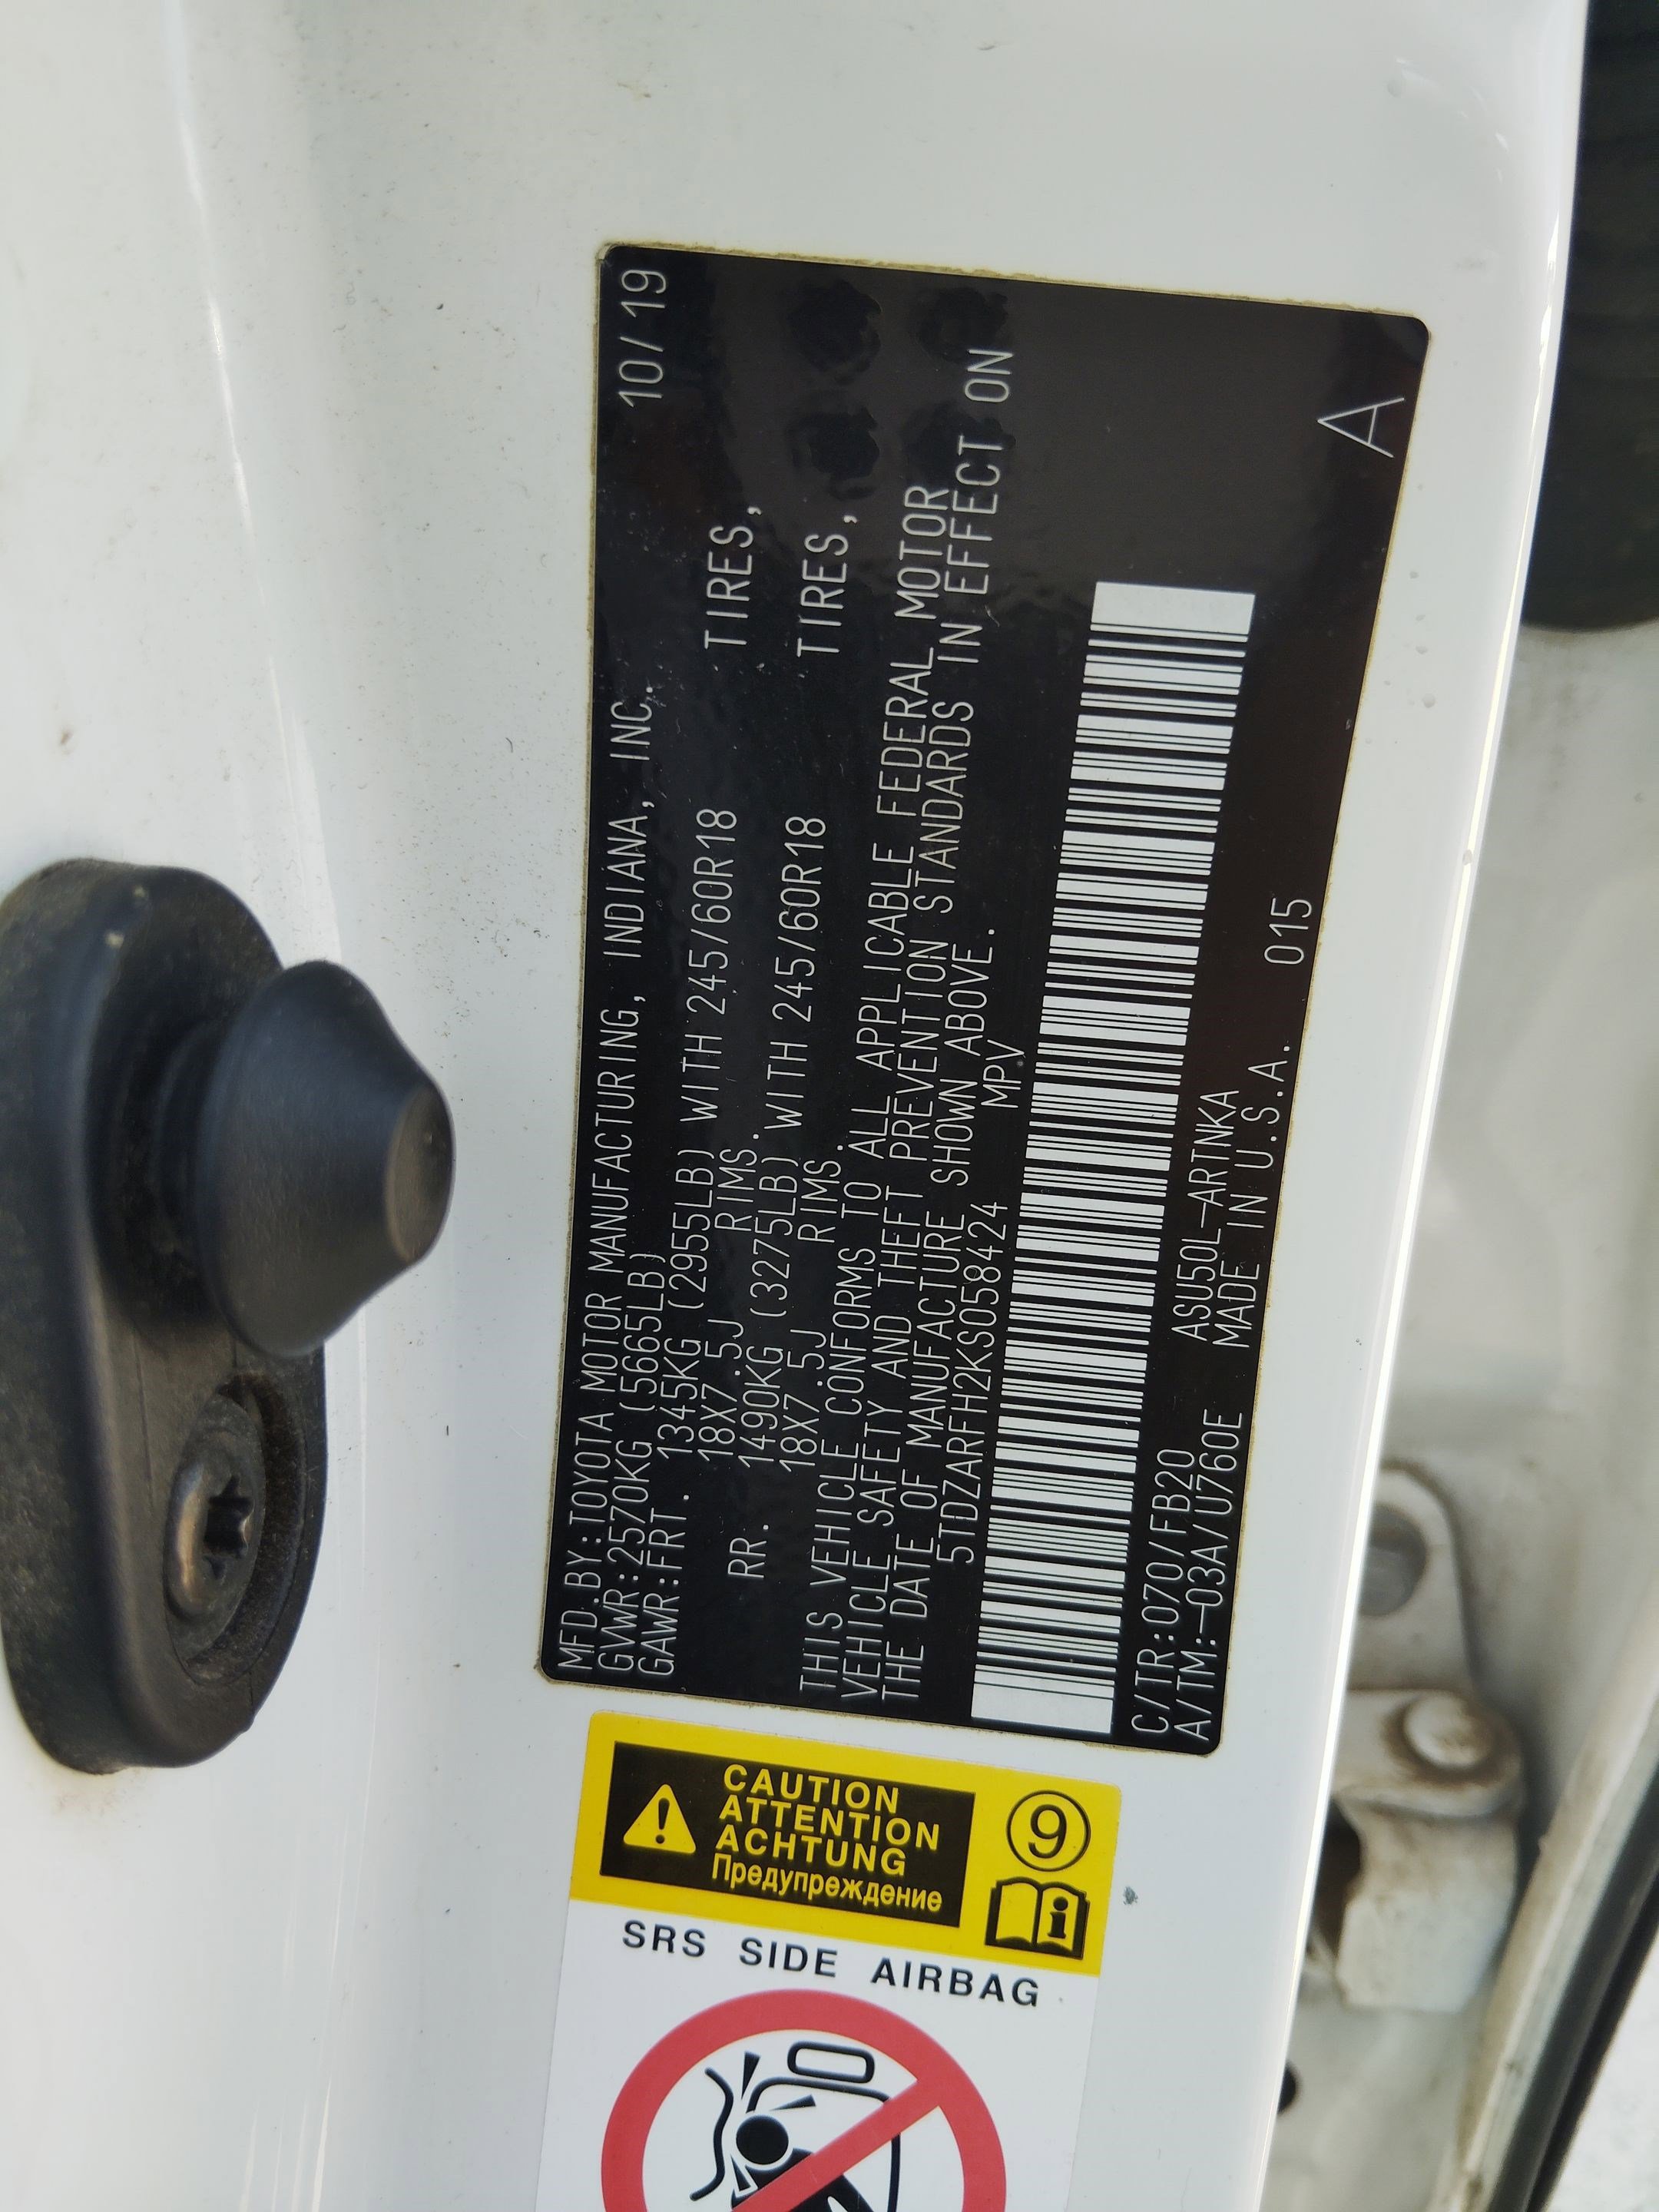 MFD.BY:TOYOTA MOTOR MANUFACTURING, INDIANA, INC. 10/19
GVWR:2570KG (5665LB)
GAWR:FRT. 1345KG (2955LB) WITH 245/60R18 TIRES,
18X7.5J RIMS.
RR. 1490KG (3275LB) WITH 245/60R18 TIRES,
18X7.5J RIMS.
THIS VEHICLE CONFORMS TO ALL APPLICABLE FEDERAL MOTOR
VEHICLE SAFETY AND THEFT PREVENTION STANDARDS IN EFFECT ON
THE DATE OF MANUFACTURE SHOWN ABOVE.
5TDZARFH2KS058424 MPV
C/TR:070/FB20 ASU50L-ARTNKA
A/TM:-03A/U760E MADE IN U.S.A. 015
A
CAUTION
ATTENTION
ACHTUNG
Предупреждение
9
i
SRS SIDE AIRBAG